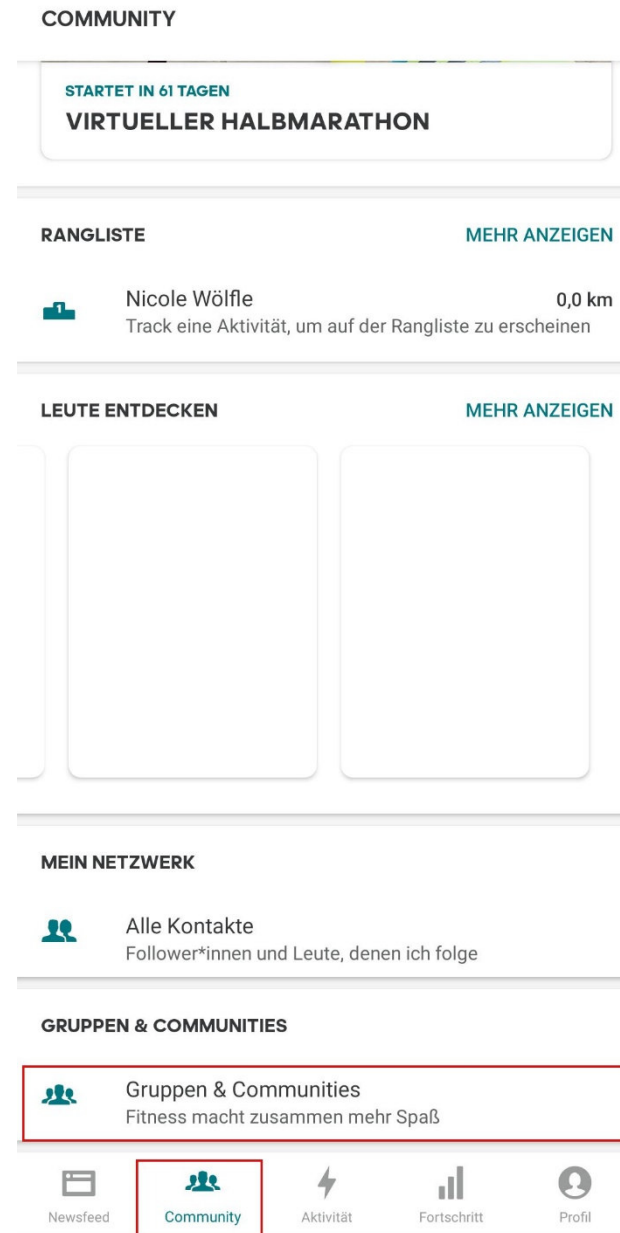 COMMUNITY
STARTET IN 61 TAGEN
VIRTUELLER HALBMARATHON
RANGLISTE MEHR ANZEIGEN
1
Nicole Wölfle 0,0 km
Track eine Aktivität, um auf der Rangliste zu erscheinen
LEUTE ENTDECKEN MEHR ANZEIGEN
MEIN NETZWERK
Alle Kontakte
Follower*innen und Leute, denen ich folge
GRUPPEN & COMMUNITIES
Gruppen & Communities
Fitness macht zusammen mehr Spaß
Newsfeed Community Aktivität Fortschritt Profil